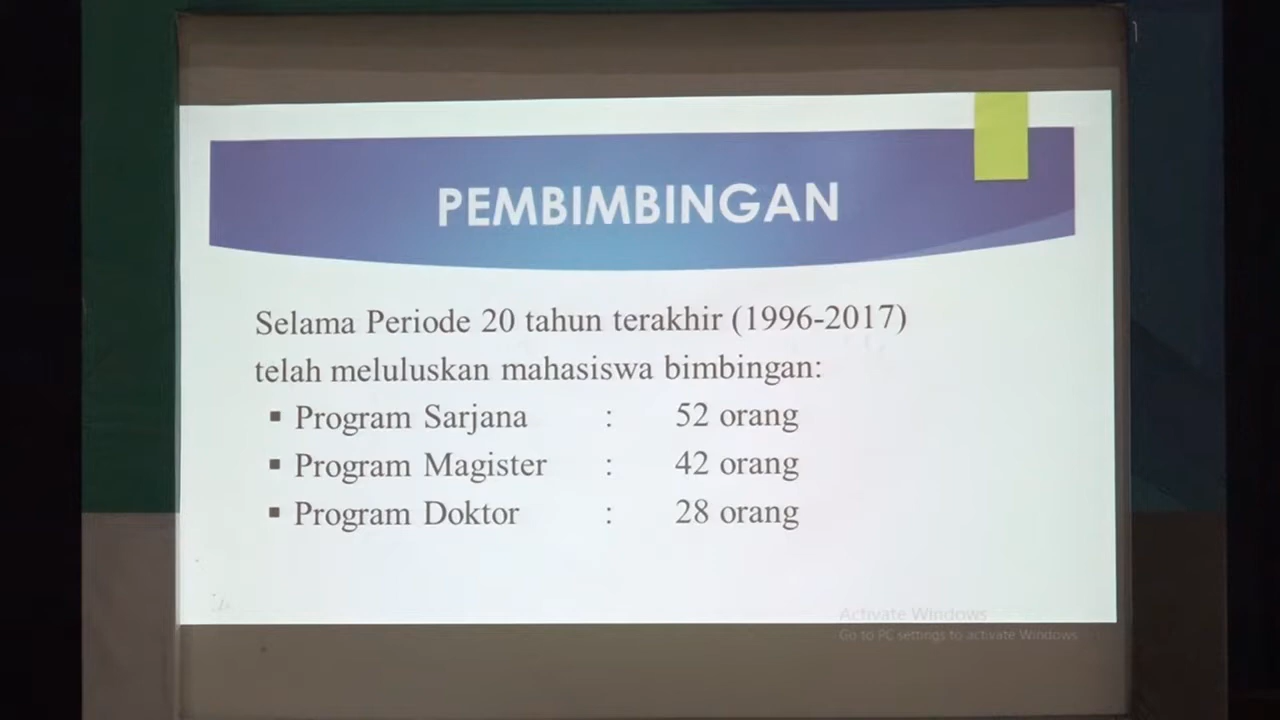 PEMBIMBINGAN
Selama Periode 20 tahun terakhir (1996-2017)
telah meluluskan mahasiswa bimbingan:
▪ Program Sarjana : 52 orang
▪ Program Magister : 42 orang
▪ Program Doktor : 28 orang
Activate Windows
Go to PC settings to activate Windows